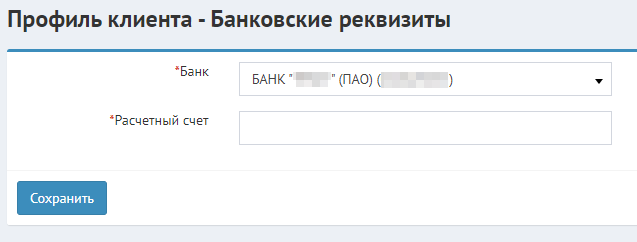 Профиль клиента - Банковские реквизиты
*Банк
БАНК " " (ПАО) ( )
*Расчетный счет
Сохранить